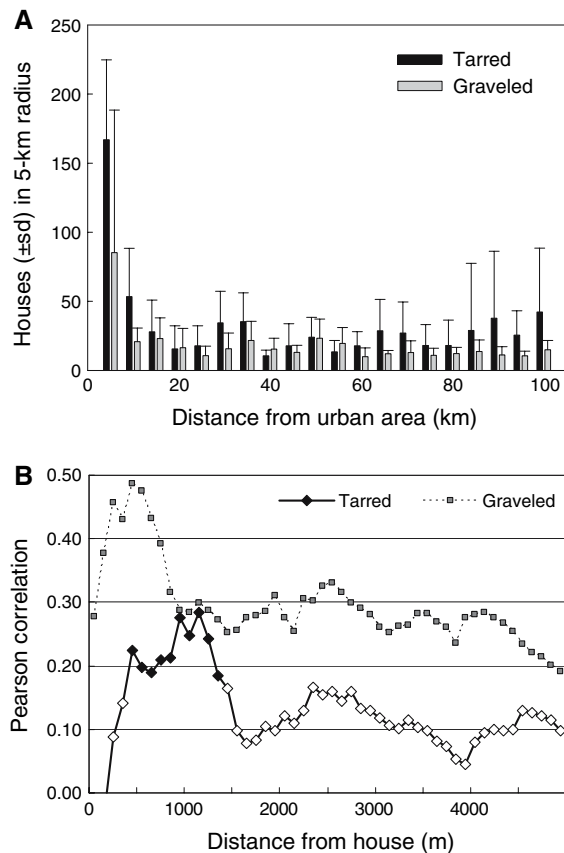 A
Houses (±sd) in 5-km radius
250
200
150
100
50
0
Tarred
Graveled
0 20 40 60 80 100
Distance from urban area (km)
B
Pearson correlation
0.50
0.40
0.30
0.20
0.10
0.00
Tarred Graveled
0 1000 2000 3000 4000
Distance from house (m)